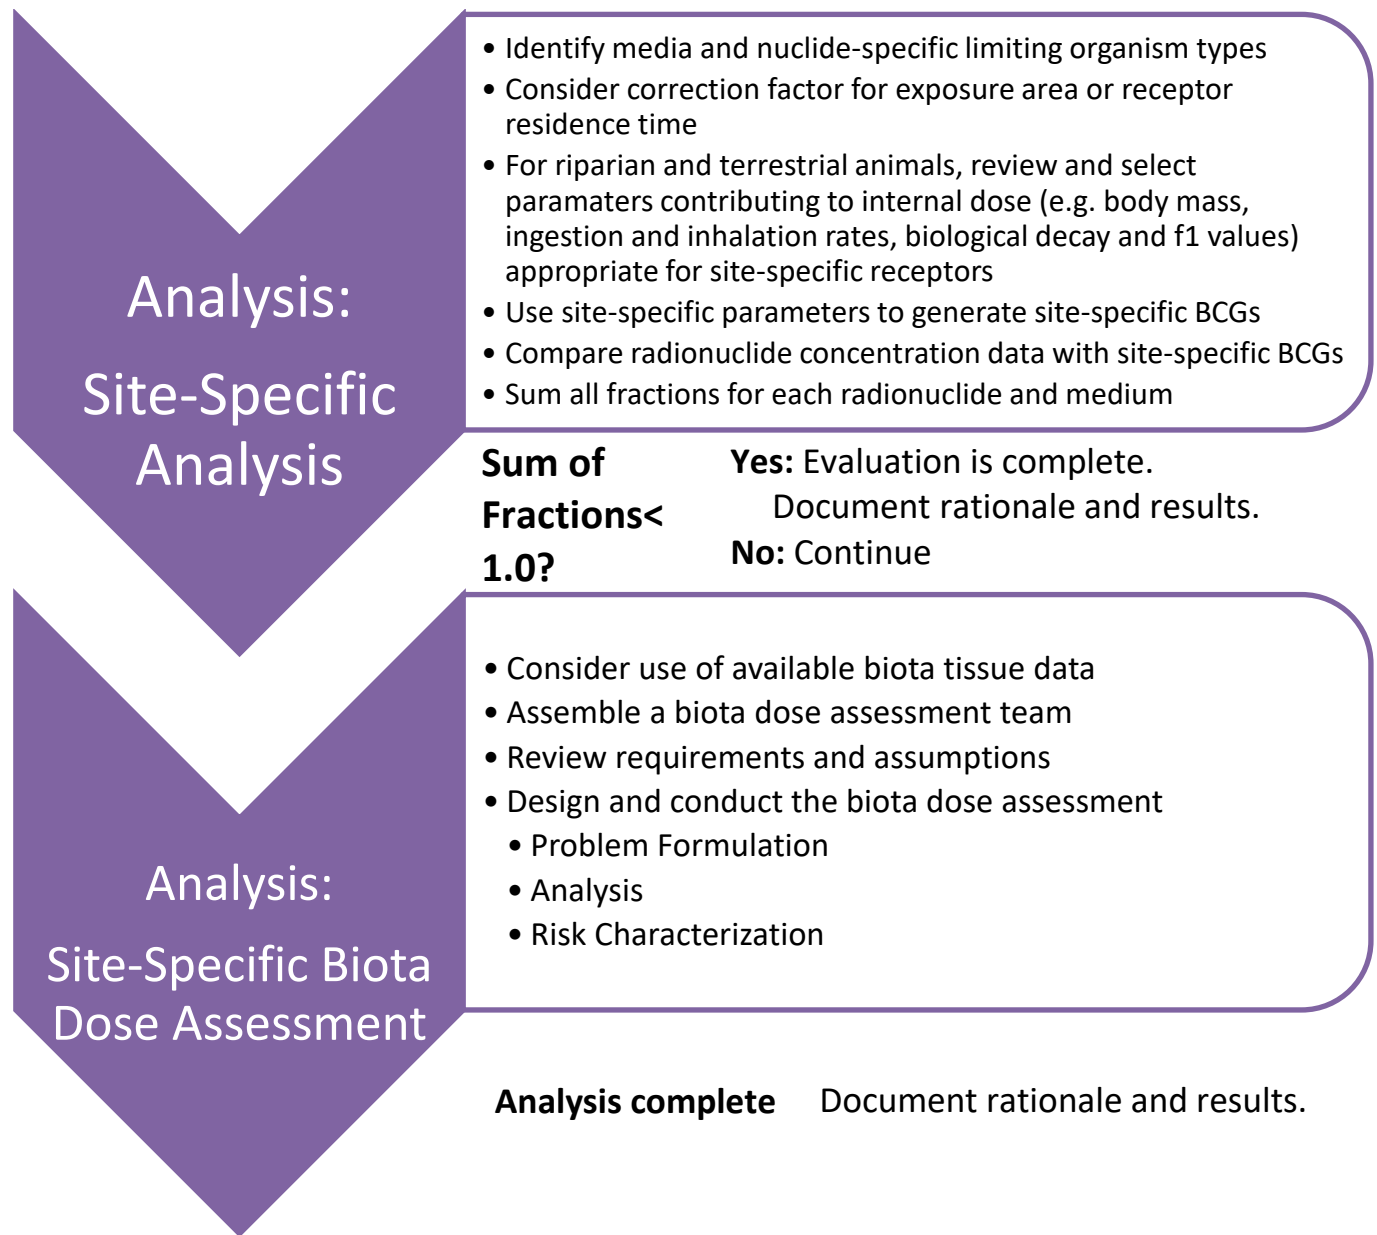 Analysis:
Site-Specific
Analysis
• Identify media and nuclide-specific limiting organism types
• Consider correction factor for exposure area or receptor
residence time
• For riparian and terrestrial animals, review and select
paramaters contributing to internal dose (e.g. body mass,
ingestion and inhalation rates, biological decay and f1 values)
appropriate for site-specific receptors
• Use site-specific parameters to generate site-specific BCGs
• Compare radionuclide concentration data with site-specific BCGs
• Sum all fractions for each radionuclide and medium
Sum of
Fractions<
1.0?
Yes: Evaluation is complete.
Document rationale and results.
No: Continue
Analysis:
Site-Specific Biota
Dose Assessment
• Consider use of available biota tissue data
• Assemble a biota dose assessment team
• Review requirements and assumptions
• Design and conduct the biota dose assessment
• Problem Formulation
• Analysis
• Risk Characterization
Analysis complete Document rationale and results.